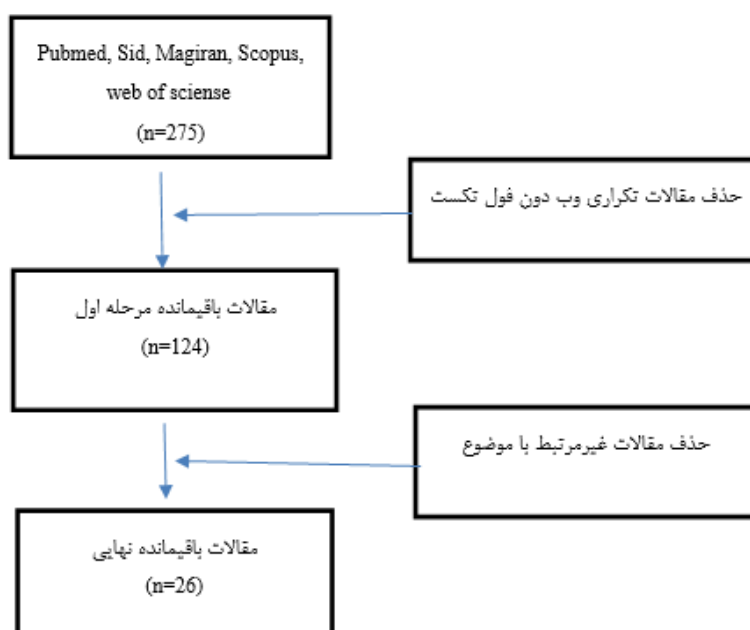 Pubmed, Sid, Magiran, Scopus,
web of sciense
(n=275)
حذف مقالات تکراری وب دون فول تکست
مقالات باقیمانده مرحله اول
(n=124)
حذف مقالات غیرمرتبط با موضوع
مقالات باقیمانده نهایی
(n=26)